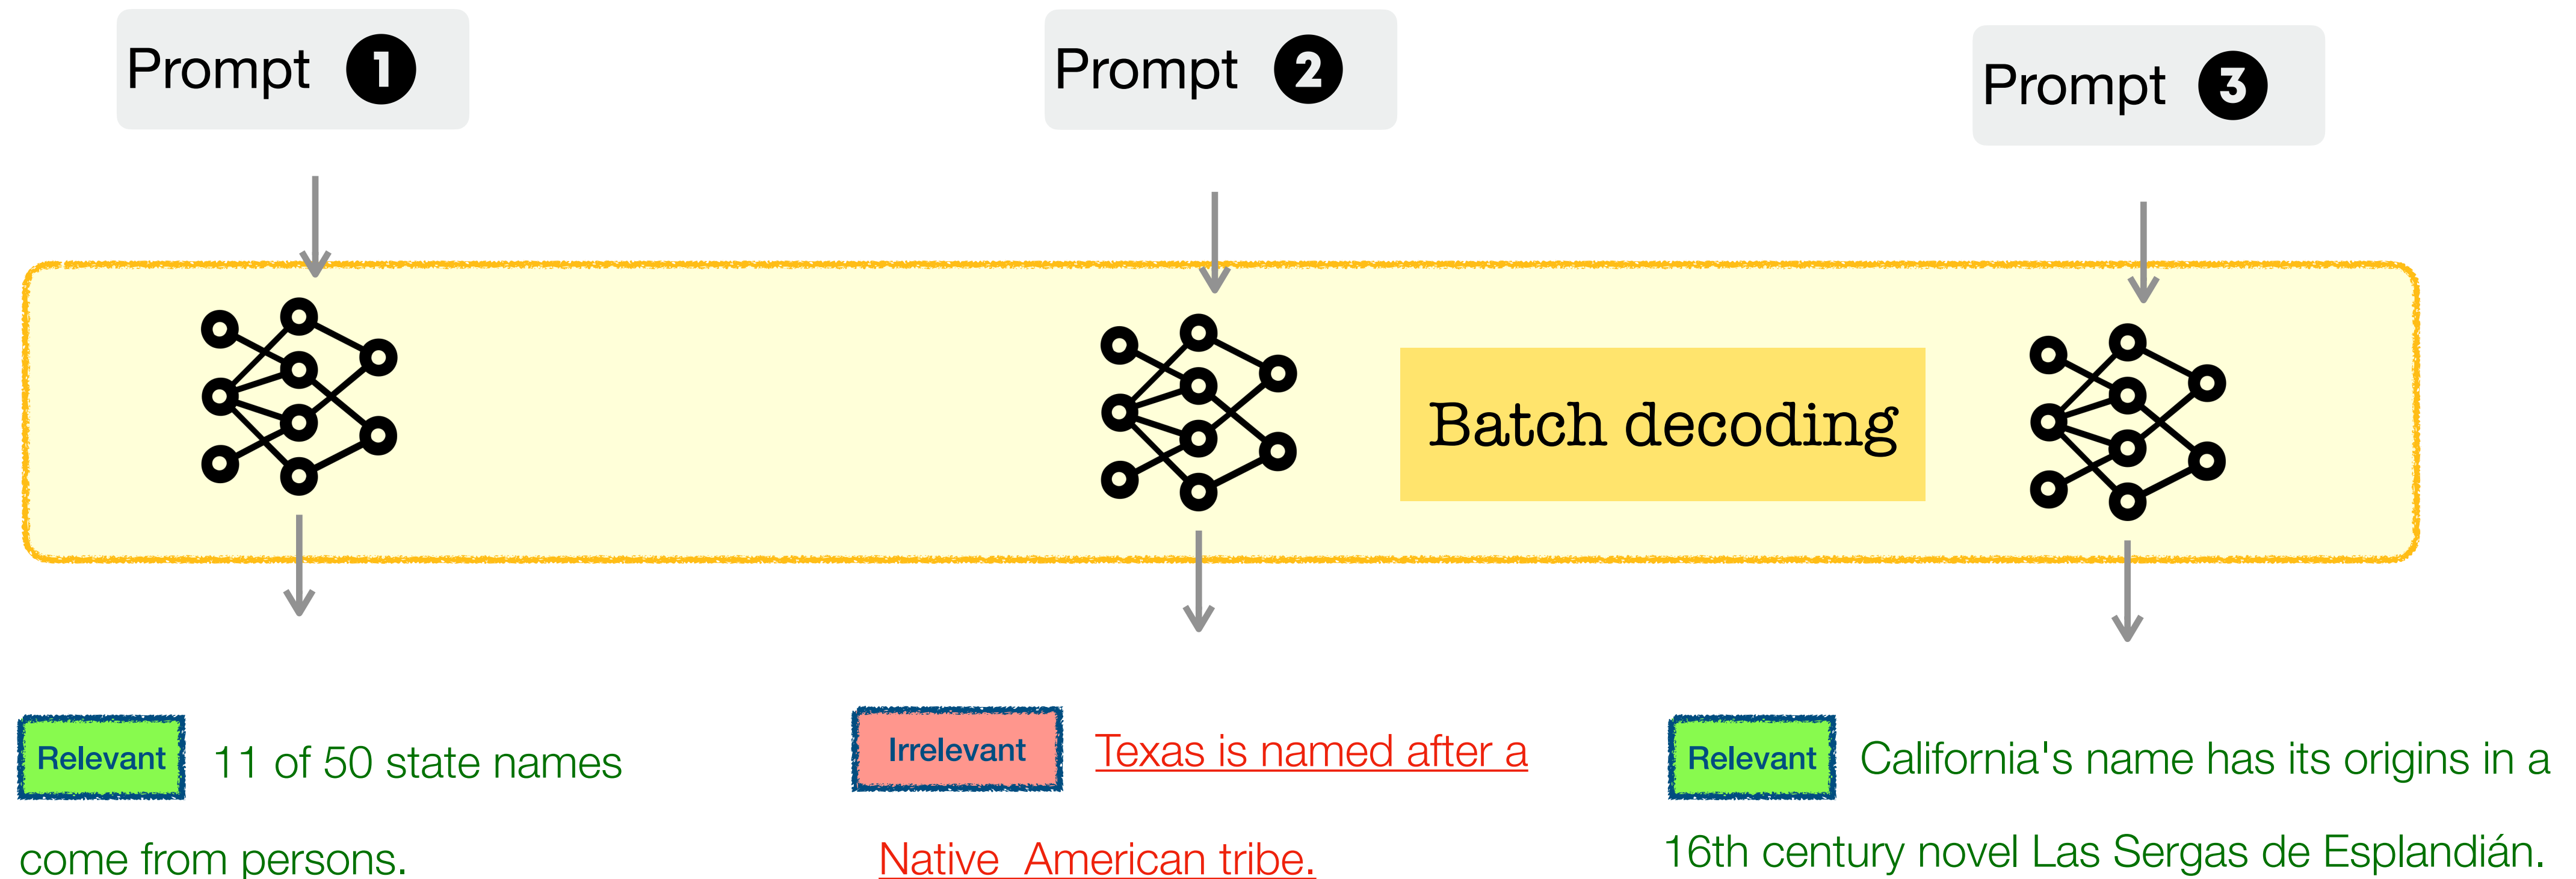 Prompt 1
Prompt 2
Prompt 3
Batch decoding
Relevant 11 of 50 state names
come from persons.
Irrelevant Texas is named after a
Native American tribe.
Relevant California's name has its origins in a
16th century novel Las Sergas de Esplandián.